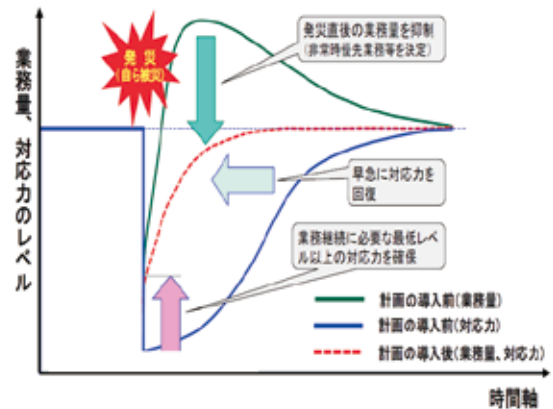 業務量、対応力のレベル
発災
(自ら被災)
発災直後の業務量を抑制
(非常時優先業務等を決定)
早急に対応力を
回復
業務継続に必要な最低レベ
ル以上の対応力を確保
計画の導入前(業務量)
計画の導入前(対応力)
計画の導入後(業務量、対応力)
時間軸